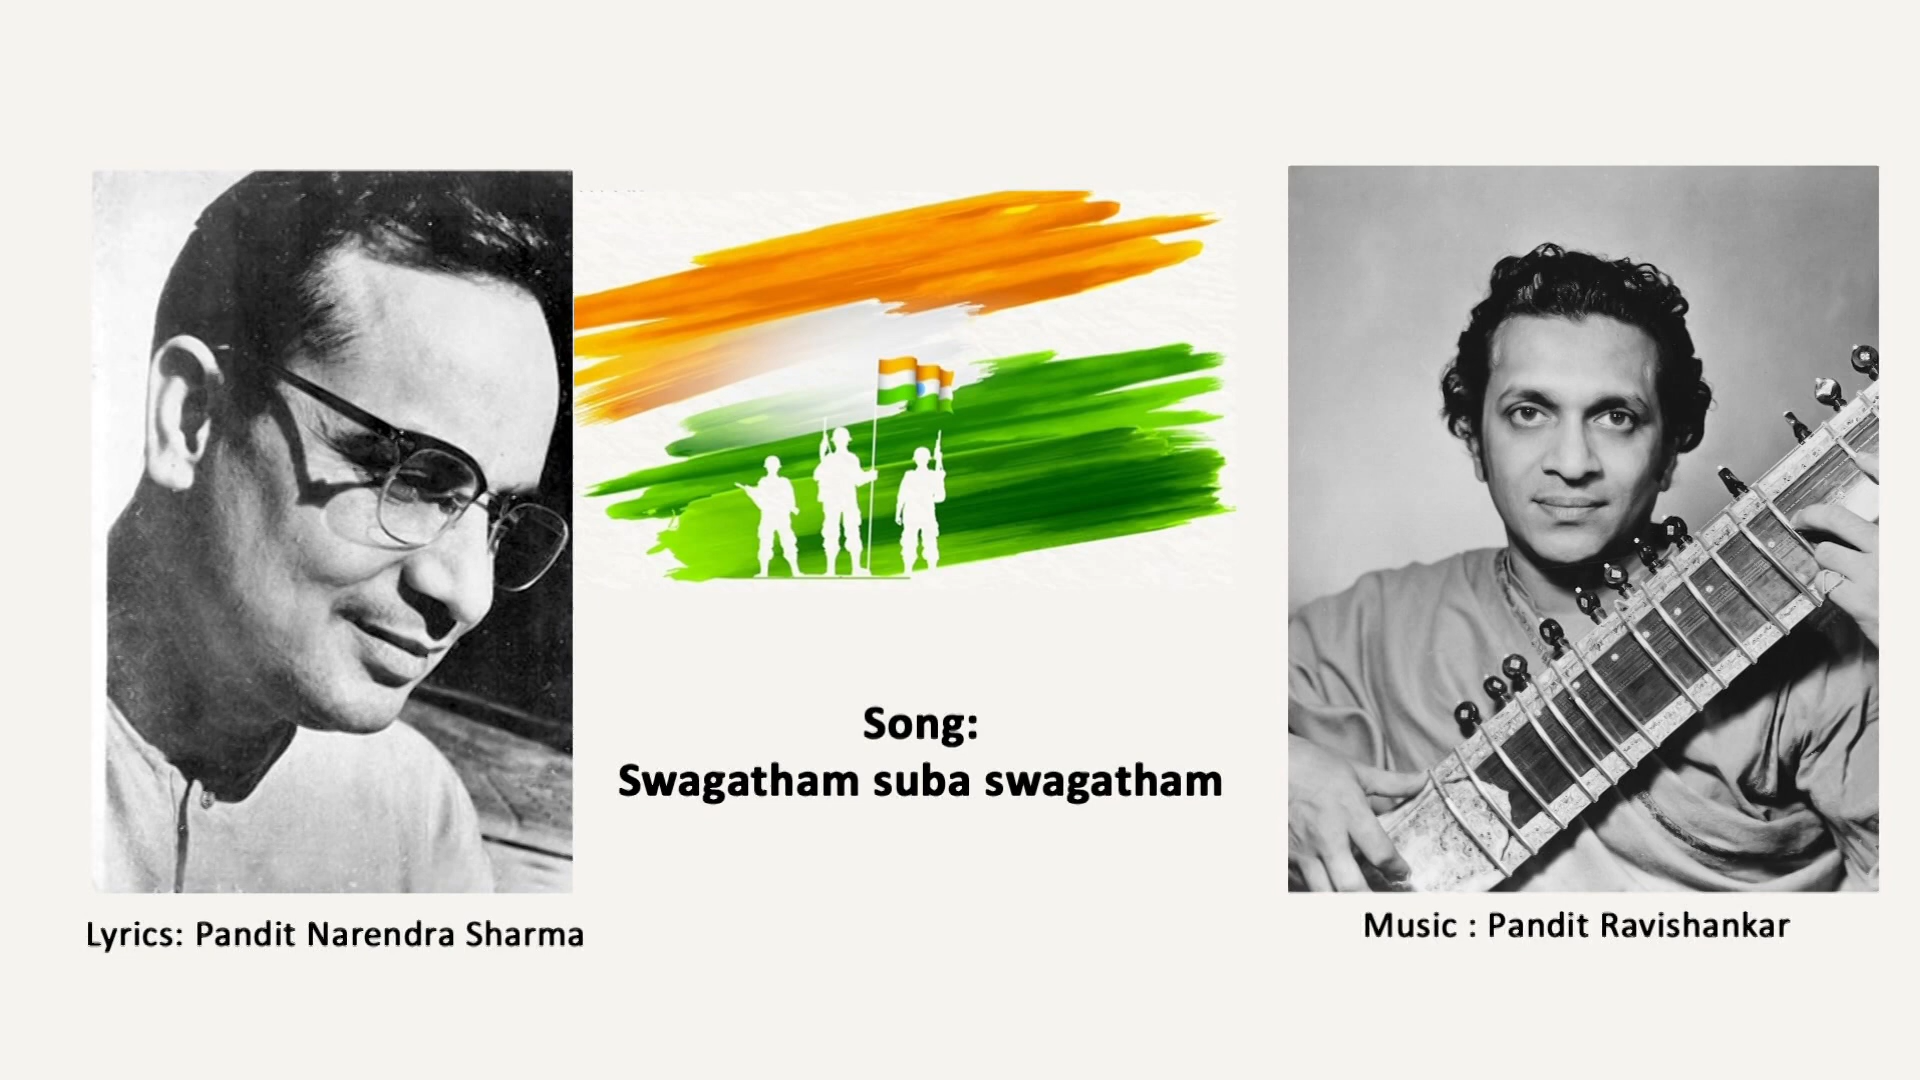 Song:
Swagatham suba swagatham
Lyrics: Pandit Narendra Sharma
Music : Pandit Ravishankar